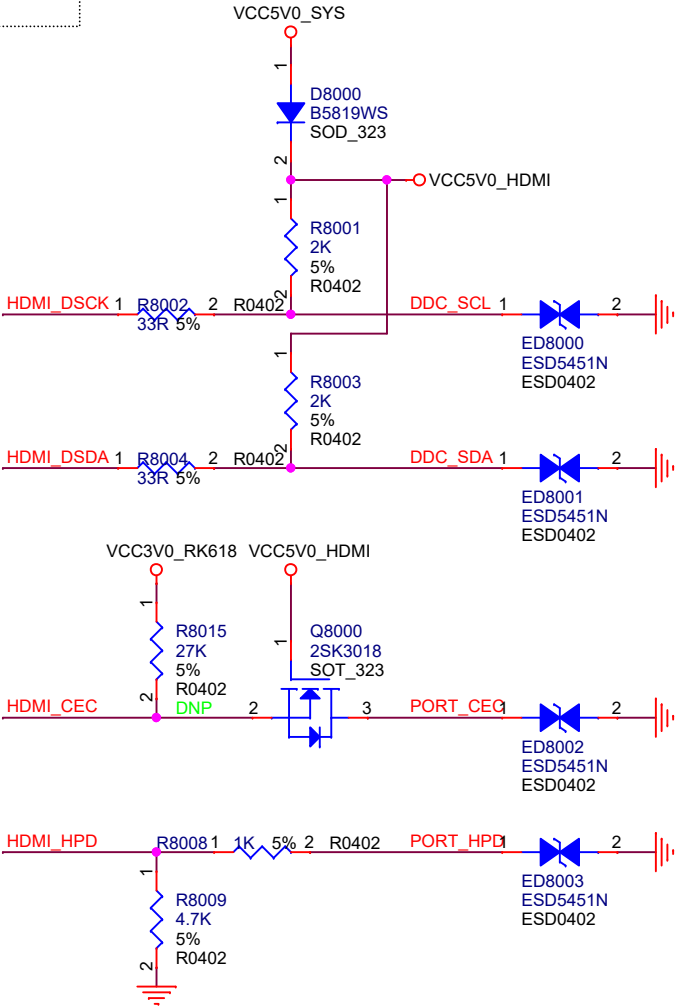 VCC5V0_SYS
1
D8000
B5819WS
SOD_323
2
VCC5V0_HDMI
1
R8001
2K
5%
R0402
2
HDMI_DSCK 1 R8002 2 R0402 DDC_SCL 1 2
33R 5%
ED8000
ESD5451N
ESD0402
1
R8003
2K
5%
R0402
2
HDMI_DSDA 1 R8004 2 R0402 DDC_SDA 1 2
33R 5%
ED8001
ESD5451N
ESD0402
VCC3V0_RK618 VCC5V0_HDMI
1
R8015
27K
5%
R0402
DNP
2
1
Q8000
2SK3018
SOT_323
HDMI_CEC 2 3 PORT_CEC 1 2
ED8002
ESD5451N
ESD0402
HDMI_HPD R8008 1 1K 5% 2 R0402 PORT_HPD 1 2
ED8003
ESD5451N
ESD0402
1
R8009
4.7K
5%
R0402
2